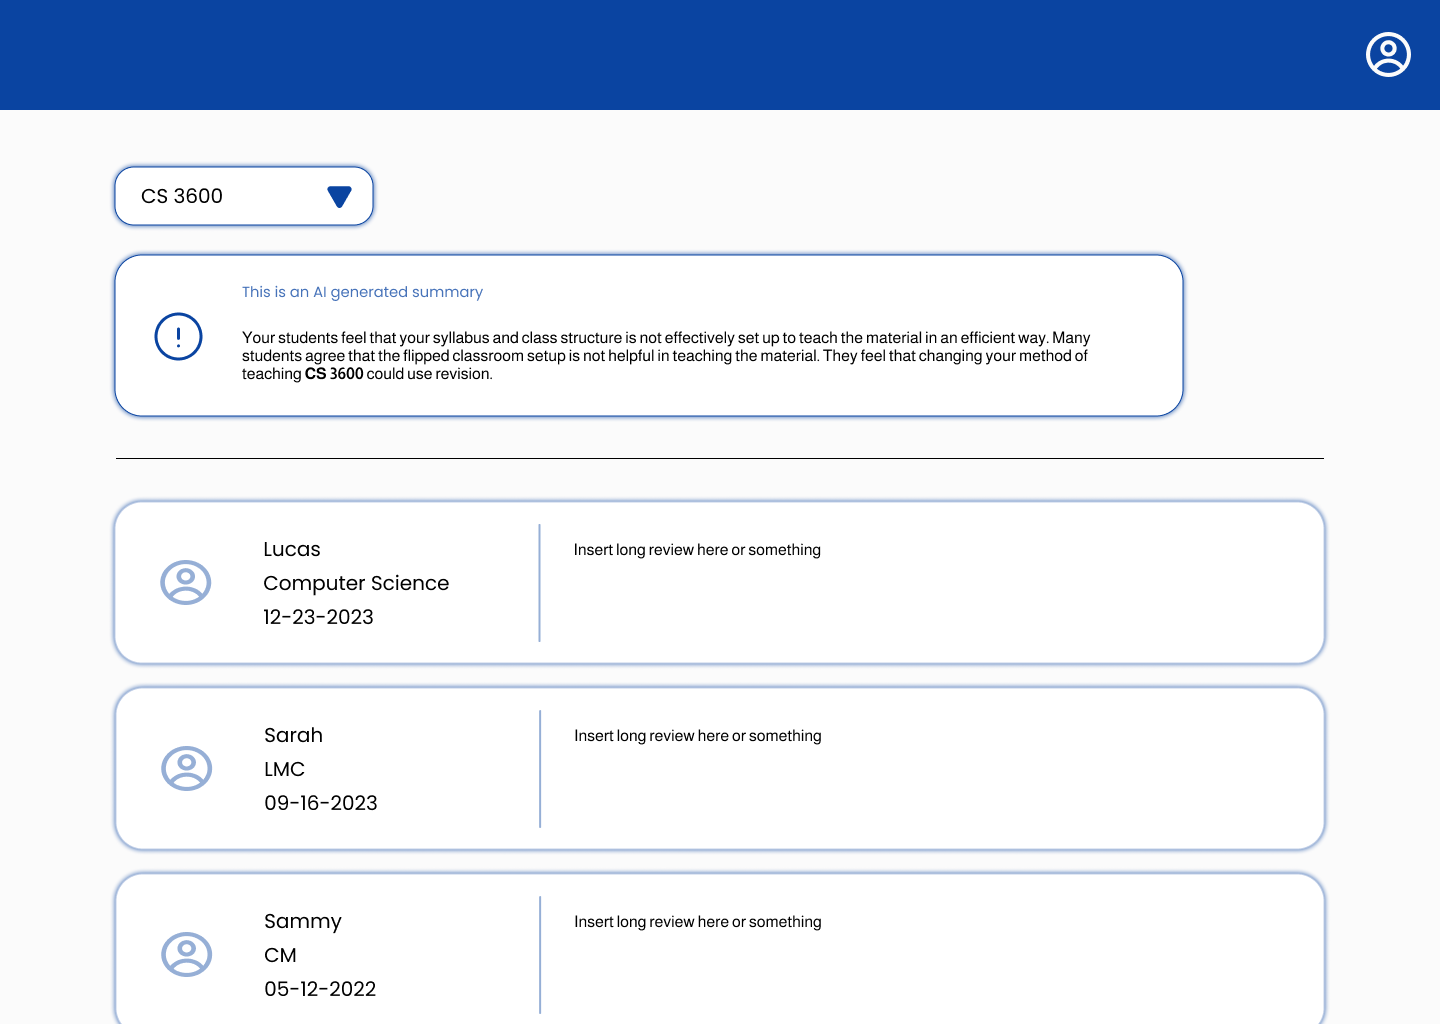 CS 3600
This is an AI generated summary
Your students feel that your syllabus and class structure is not effectively set up to teach the material in an efficient way. Many
students agree that the flipped classroom setup is not helpful in teaching the material. They feel that changing your method of
teaching CS 3600 could use revision.
Lucas
Computer Science
12-23-2023
Insert long review here or something
Sarah
LMC
09-16-2023
Insert long review here or something
Sammy
CM
05-12-2022
Insert long review here or something